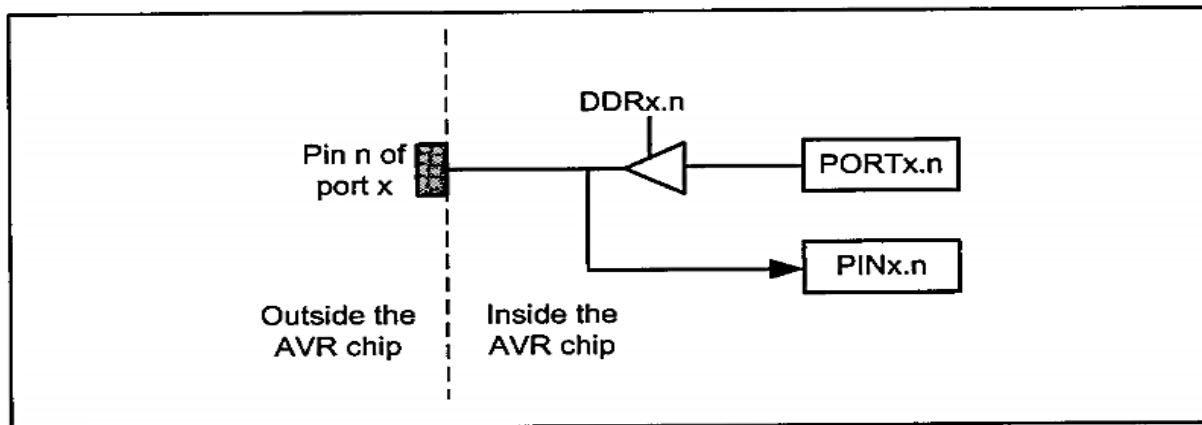 DDRx.n
Pin n of
port x
PORTx.n
PINx.n
Outside the
AVR chip
Inside the
AVR chip